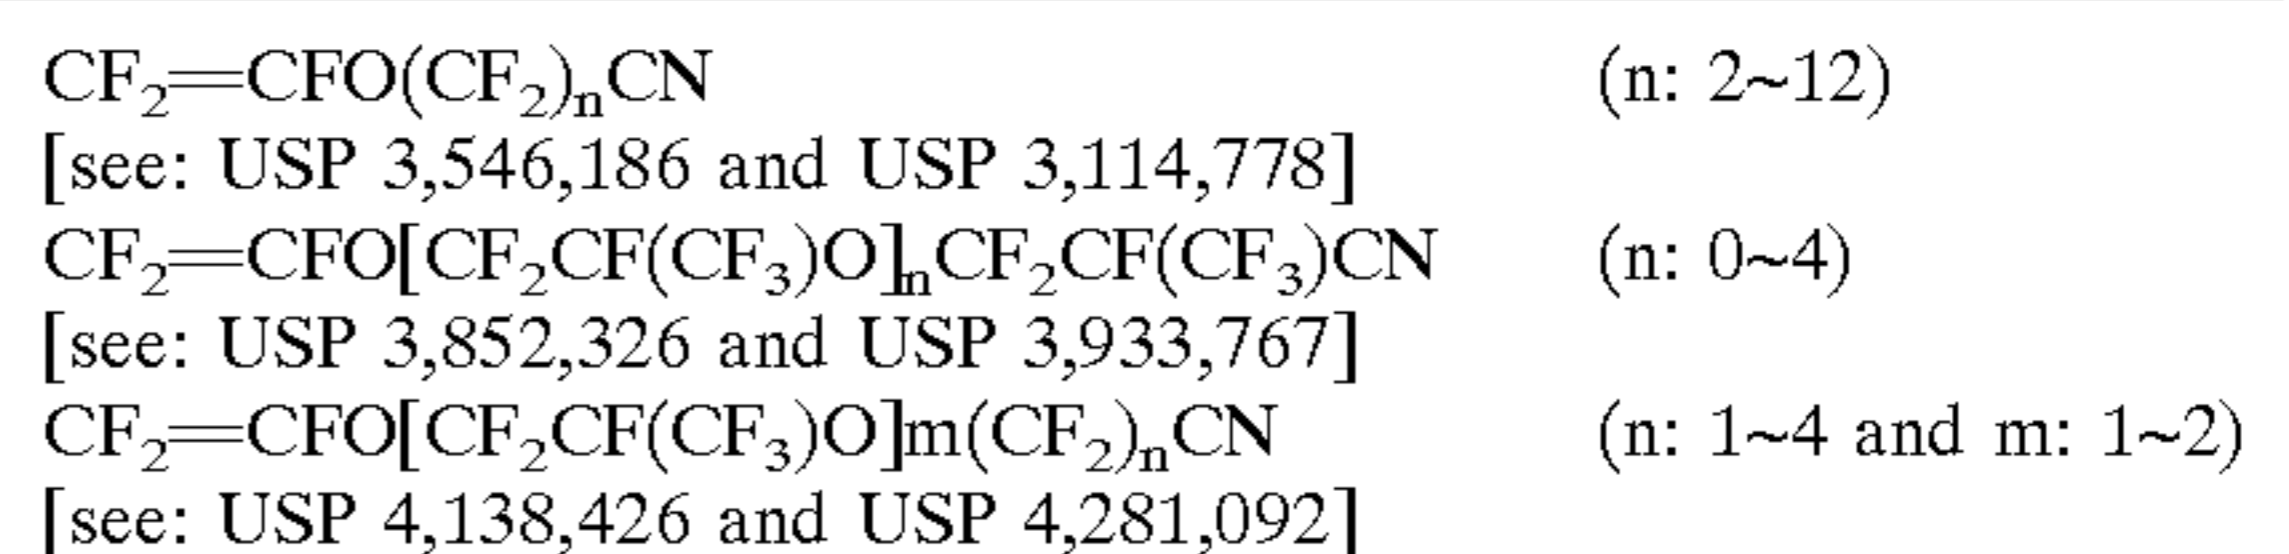 CF₂=CFO(CF₂)ₙCN (n: 2~12)
[see: USP 3,546,186 and USP 3,114,778]
CF₂=CFO[CF₂CF(CF₃)O]ₙCF₂CF(CF₃)CN (n: 0~4)
[see: USP 3,852,326 and USP 3,933,767]
CF₂=CFO[CF₂CF(CF₃)O]m(CF₂)ₙCN (n: 1~4 and m: 1~2)
[see: USP 4,138,426 and USP 4,281,092]